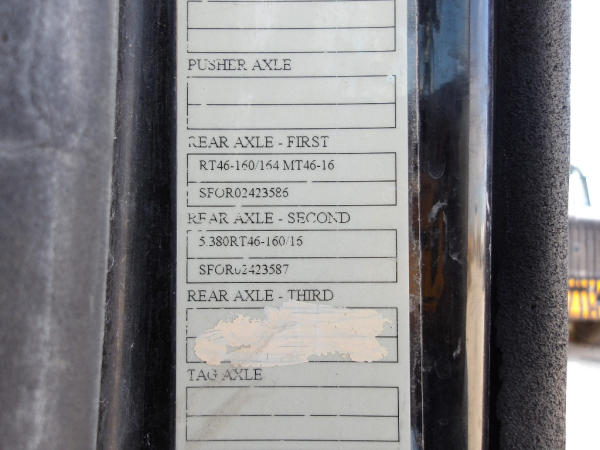 PUSHER AXLE
REAR AXLE - FIRST
RT46-160/164 MT46-16
SFOR02423586
REAR AXLE - SECOND
5.380RT46-160/16
SFOR02423587
REAR AXLE - THIRD
TAG AXLE